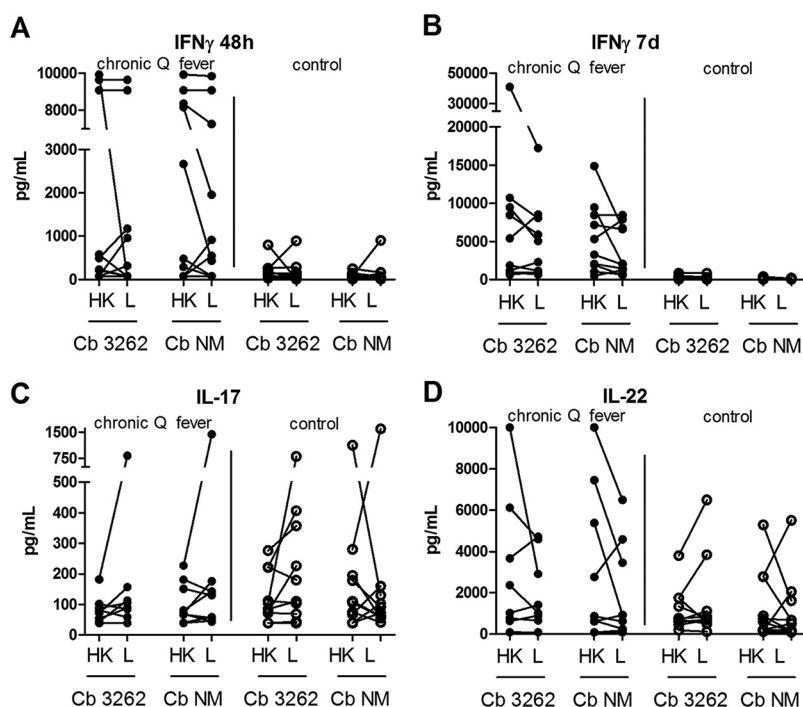 A
IFNγ 48h
chronic Q fever
control
10000
8000
3000
2000
1000
0
pg/mL
HK L HK L HK L HK L
Cb 3262 Cb NM Cb 3262 Cb NM
B
IFNγ 7d
chronic Q fever
control
50000
30000
20000
15000
10000
5000
0
pg/mL
HK L HK L HK L HK L
Cb 3262 Cb NM Cb 3262 Cb NM
C
IL-17
chronic Q fever
control
1500
750
500
400
300
200
100
0
pg/mL
HK L HK L HK L HK L
Cb 3262 Cb NM Cb 3262 Cb NM
D
IL-22
chronic Q fever
control
10000
8000
6000
4000
2000
0
pg/mL
HK L HK L HK L HK L
Cb 3262 Cb NM Cb 3262 Cb NM